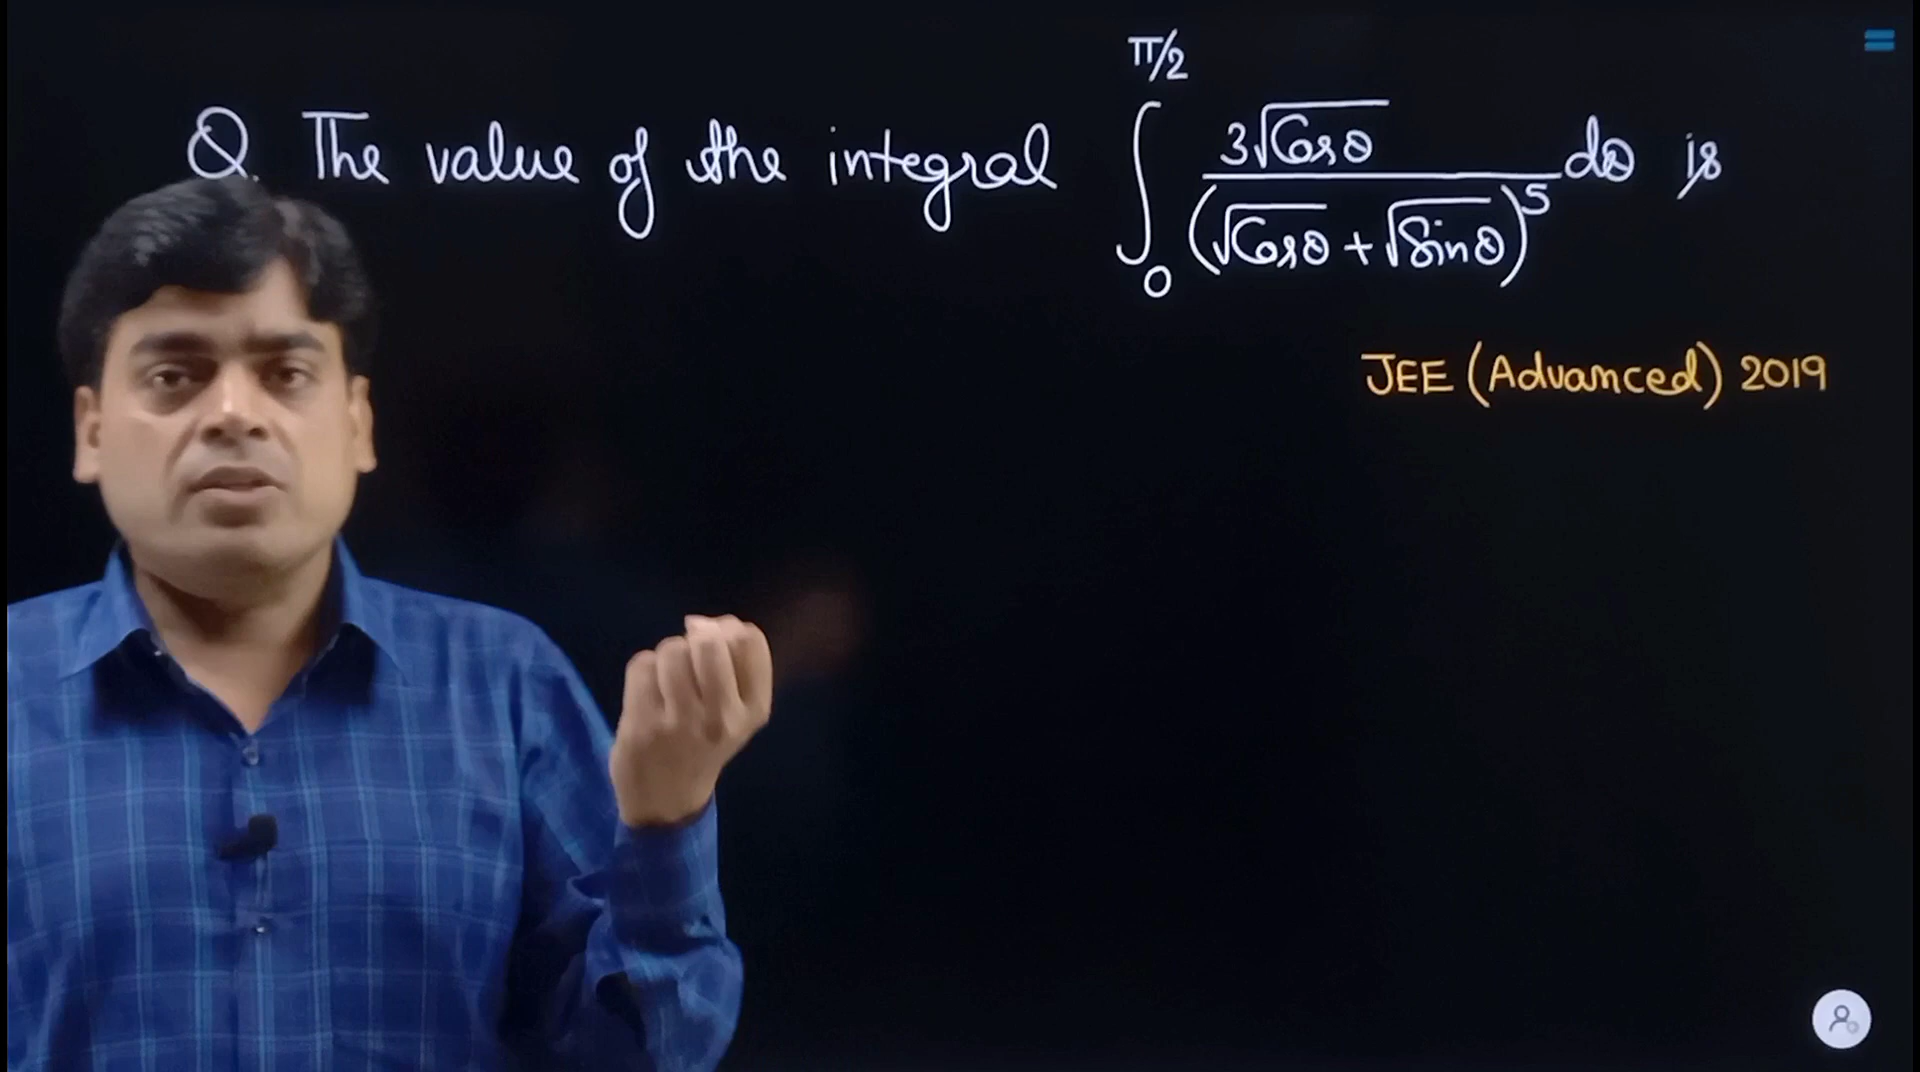 Q. The value of the integral ∫₀^{π/2} 3√Cosθ / (√Cosθ + √Sinθ)^5 dθ is
JEE (Advanced) 2019